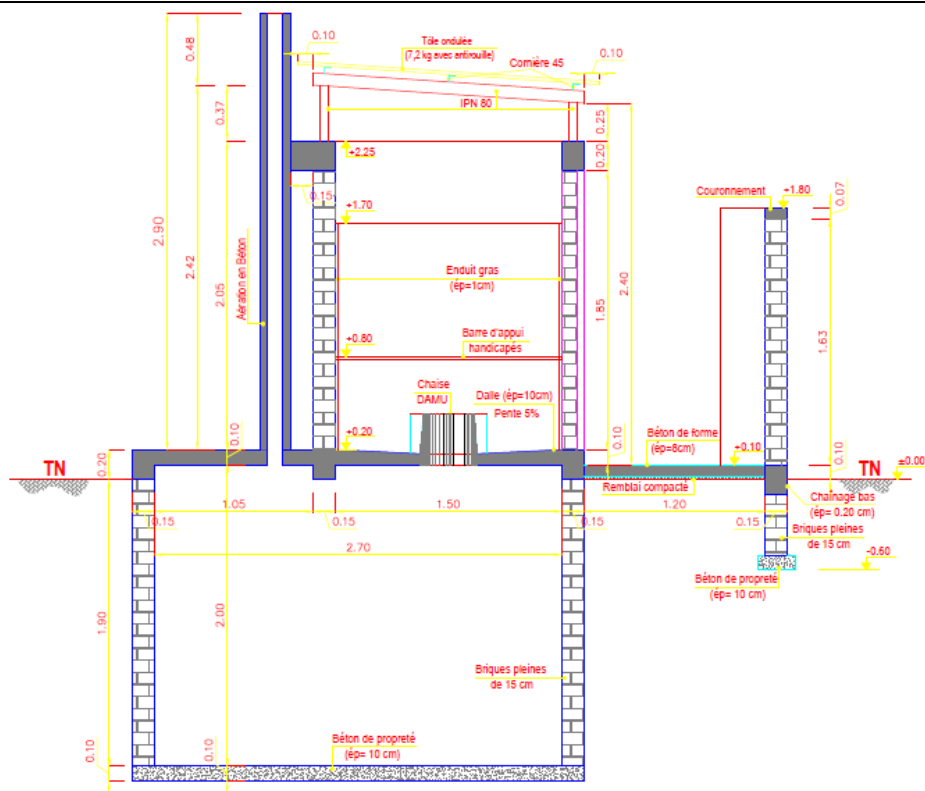 0.48
0.10
Tôle ondulée
(7,2 kg avec antirouille)
Cornière 45
0.10
IPN 80
0.37
0.25
0.20
+2.25
0.15
+1.70
Couronnement
+1.80
0.07
2.90
2.42
2.05
Aération en Béton
Enduit gras
(ép=1cm)
2.40
1.85
1.63
+0.80
Barre d'appui
handicapés
Chaise
DAMU
Dalle (ép=10cm)
Pente 5%
+0.20
0.10
0.10
Béton de forme
(ép=8cm)
+0.10
0.10
TN
0.20
Remblai compacté
TN
±0.00
1.05
1.50
1.20
0.15
0.15
0.15
0.15
Chaînage bas
(ép= 0.20 cm)
Briques pleines
de 15 cm
2.70
-0.60
Béton de propreté
(ép= 10 cm)
1.90
2.00
Briques pleines
de 15 cm
0.10
0.10
Béton de propreté
(ép= 10 cm)